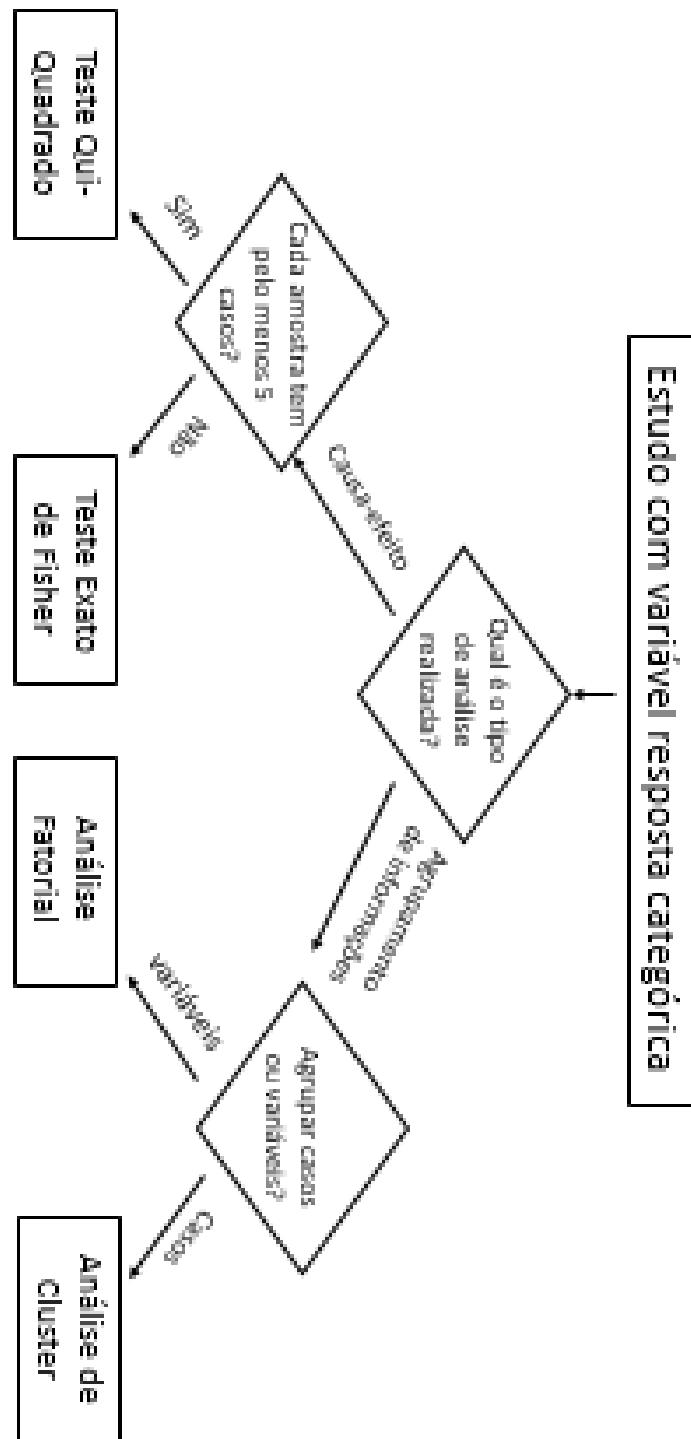 Estudo com variável resposta categórica
Qual é o tipo
de análise
realizada?
Causa-efeito
Agrupamento
de informações
Cada amostra tem
pelo menos 5
casos?
Agrupar casos
ou variáveis?
Sim
Não
variáveis
Casos
Teste Qui-
Quadrado
Teste Exato
de Fisher
Análise
Fatorial
Análise de
Cluster